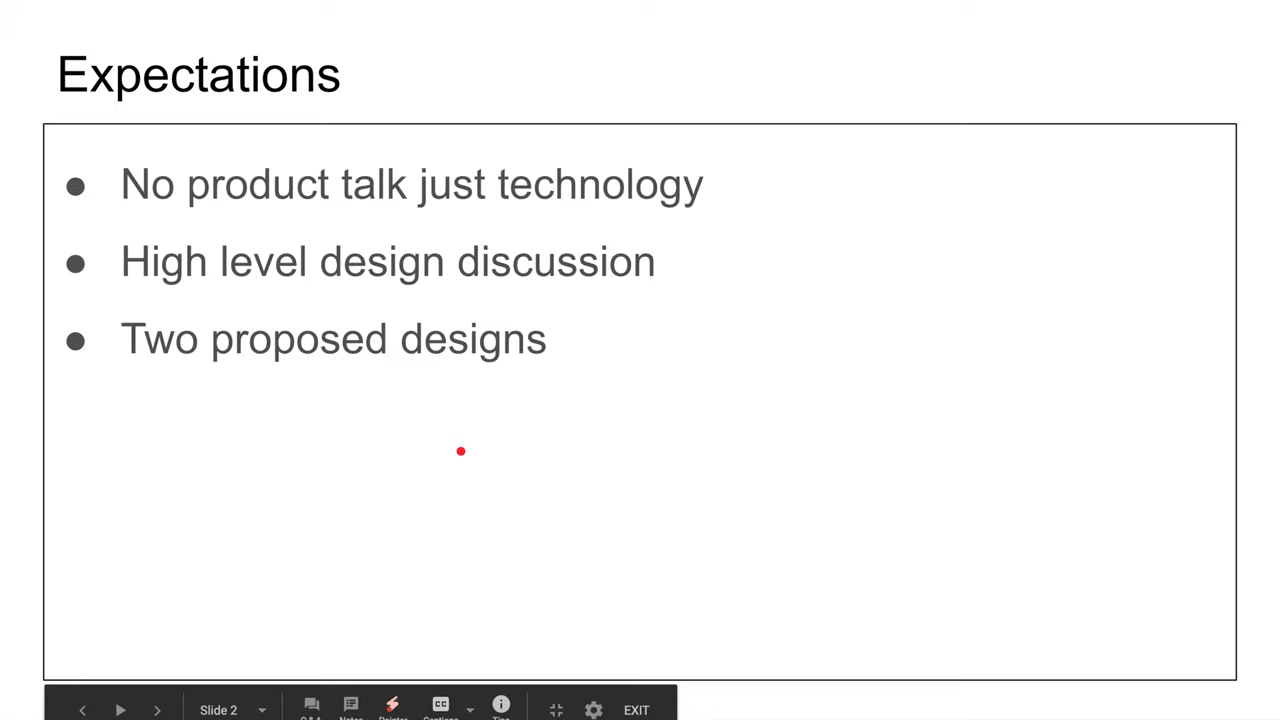 Expectations
● No product talk just technology
● High level design discussion
● Two proposed designs
Slide 2
CC
EXIT
Q & A Notes Pointer Captions Tips